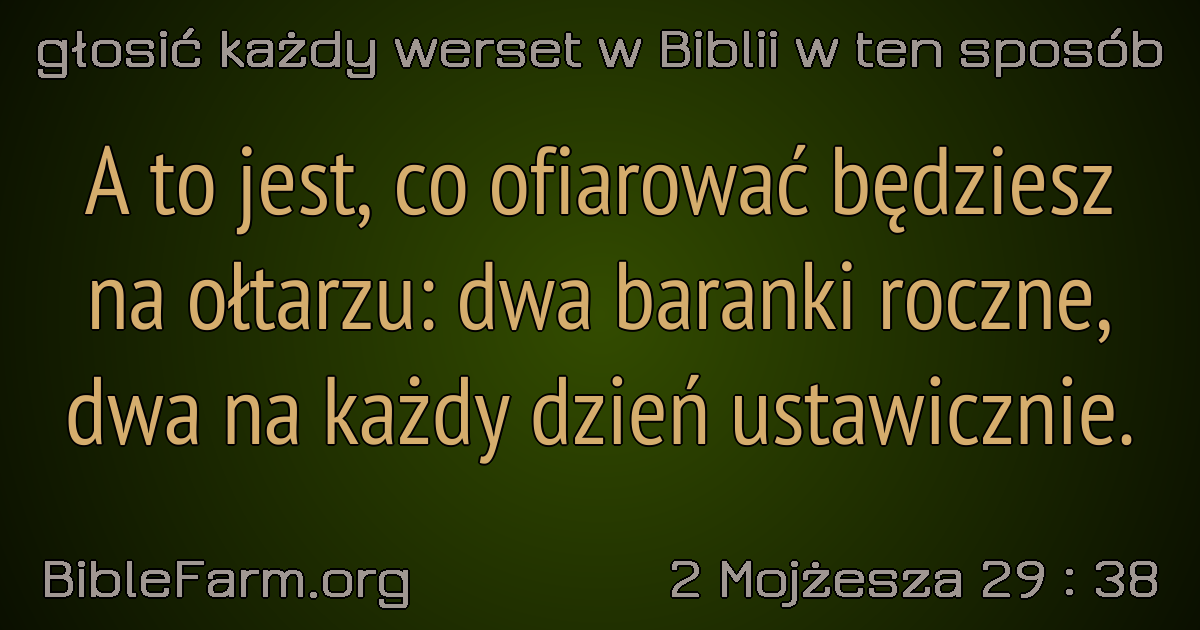 głosić każdy werset w Biblii w ten sposób
A to jest, co ofiarować będziesz
na ołtarzu: dwa baranki roczne,
dwa na każdy dzień ustawicznie.
BibleFarm.org
2 Mojżesza 29 : 38